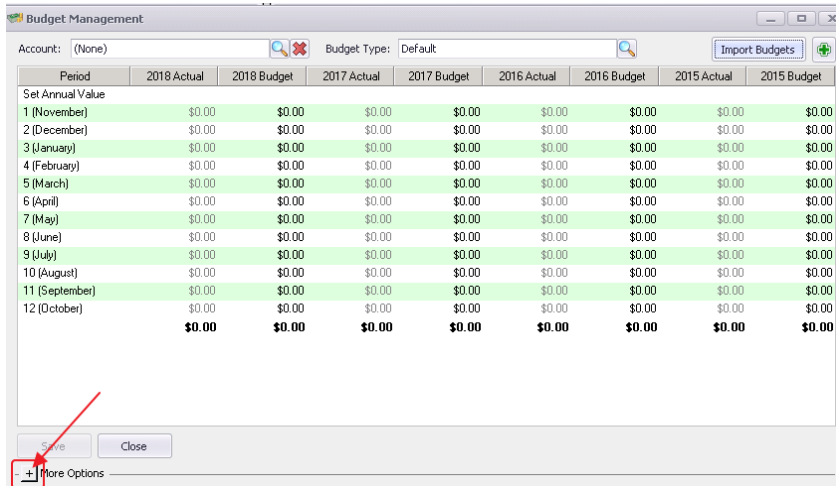 Budget Management
Account: (None) Budget Type: Default Import Budgets
Period 2018 Actual 2018 Budget 2017 Actual 2017 Budget 2016 Actual 2016 Budget 2015 Actual 2015 Budget
Set Annual Value
1 (November) $0.00 $0.00 $0.00 $0.00 $0.00 $0.00 $0.00 $0.00
2 (December) $0.00 $0.00 $0.00 $0.00 $0.00 $0.00 $0.00 $0.00
3 (January) $0.00 $0.00 $0.00 $0.00 $0.00 $0.00 $0.00 $0.00
4 (February) $0.00 $0.00 $0.00 $0.00 $0.00 $0.00 $0.00 $0.00
5 (March) $0.00 $0.00 $0.00 $0.00 $0.00 $0.00 $0.00 $0.00
6 (April) $0.00 $0.00 $0.00 $0.00 $0.00 $0.00 $0.00 $0.00
7 (May) $0.00 $0.00 $0.00 $0.00 $0.00 $0.00 $0.00 $0.00
8 (June) $0.00 $0.00 $0.00 $0.00 $0.00 $0.00 $0.00 $0.00
9 (July) $0.00 $0.00 $0.00 $0.00 $0.00 $0.00 $0.00 $0.00
10 (August) $0.00 $0.00 $0.00 $0.00 $0.00 $0.00 $0.00 $0.00
11 (September) $0.00 $0.00 $0.00 $0.00 $0.00 $0.00 $0.00 $0.00
12 (October) $0.00 $0.00 $0.00 $0.00 $0.00 $0.00 $0.00 $0.00
$0.00 $0.00 $0.00 $0.00 $0.00 $0.00 $0.00 $0.00
Save Close
+ More Options